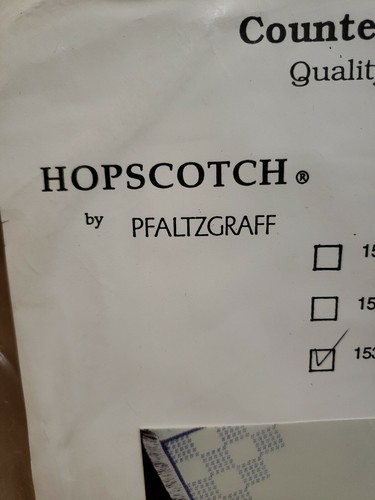 Counte
Quality
HOPSCOTCH®
by PFALTZGRAFF
15
15
153